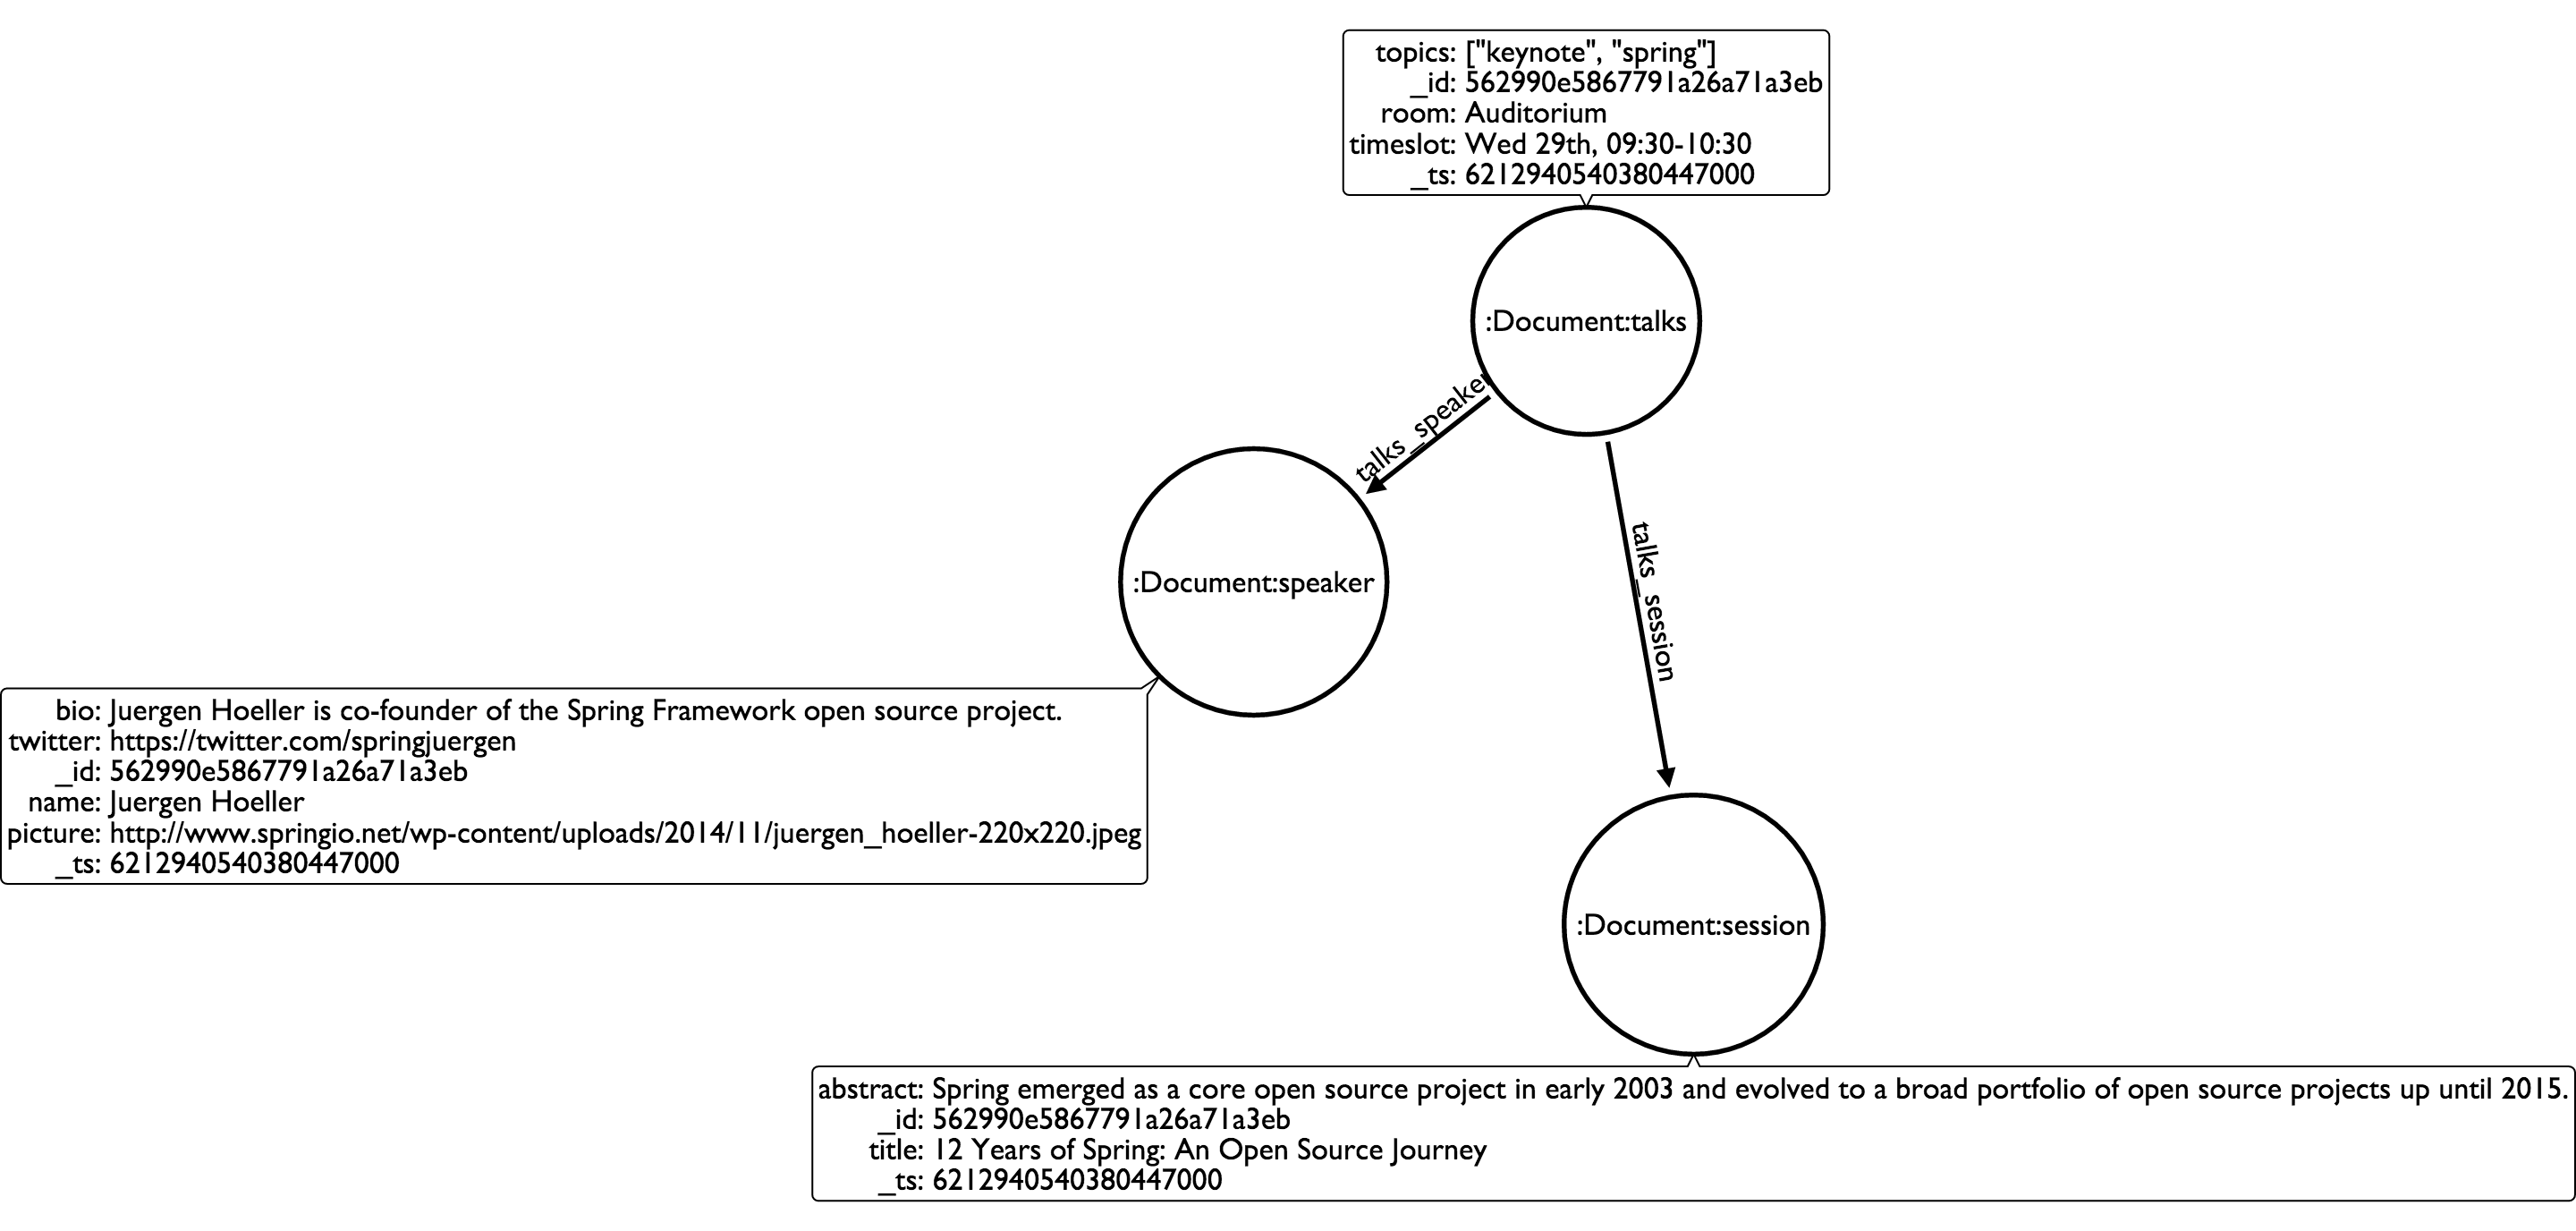 topics: ["keynote", "spring"]
_id: 562990e5867791a26a71a3eb
room: Auditorium
timeslot: Wed 29th, 09:30-10:30
_ts: 6212940540380447000
:Document:talks
talks_speaker
:Document:speaker
talks_session
bio: Juergen Hoeller is co-founder of the Spring Framework open source project.
twitter: https://twitter.com/springjuergen
_id: 562990e5867791a26a71a3eb
name: Juergen Hoeller
picture: http://www.springio.net/wp-content/uploads/2014/11/juergen_hoeller-220x220.jpeg
_ts: 6212940540380447000
:Document:session
abstract: Spring emerged as a core open source project in early 2003 and evolved to a broad portfolio of open source projects up until 2015.
_id: 562990e5867791a26a71a3eb
title: 12 Years of Spring: An Open Source Journey
_ts: 6212940540380447000